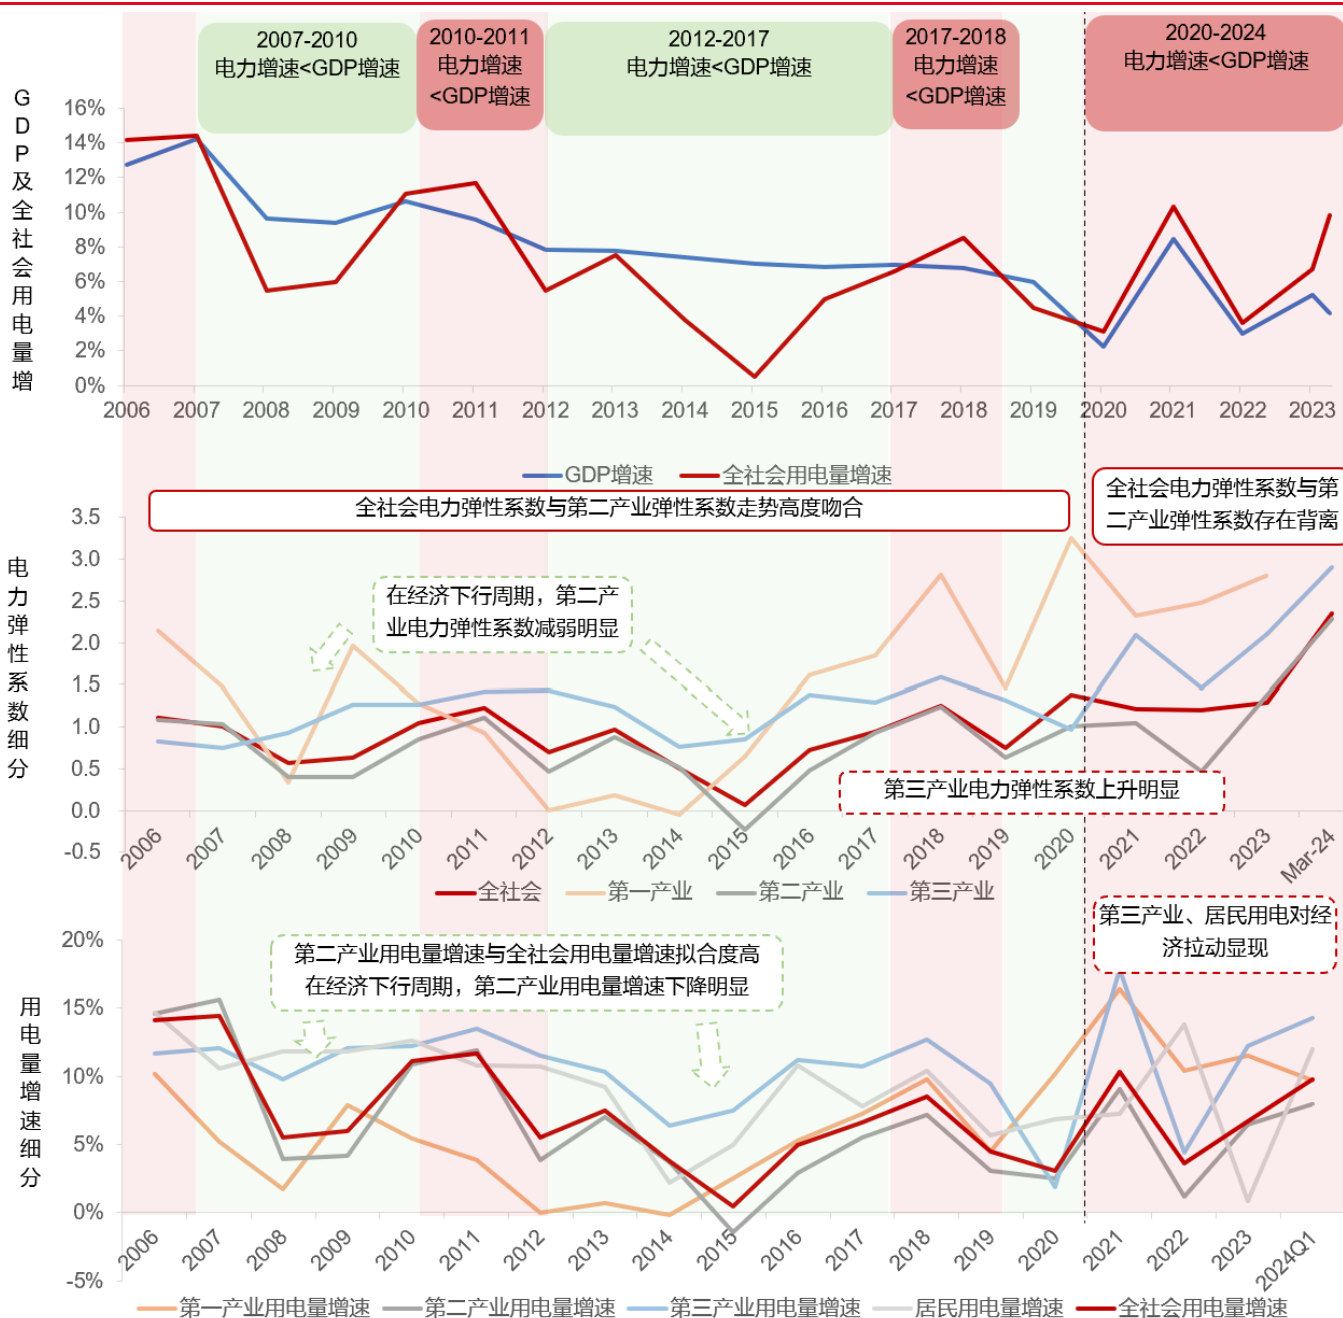 2007-2010
电力增速<GDP增速
2010-2011
电力增速
<GDP增速
2012-2017
电力增速<GDP增速
2017-2018
电力增速
<GDP增速
2020-2024
电力增速<GDP增速
GDP及全社会用电量增
16%
14%
12%
10%
8%
6%
4%
2%
0%
2006 2007 2008 2009 2010 2011 2012 2013 2014 2015 2016 2017 2018 2019 2020 2021 2022 2023
GDP增速 全社会用电量增速
全社会电力弹性系数与第二产业弹性系数走势高度吻合
全社会电力弹性系数与第
二产业弹性系数存在背离
电力弹性系数细分
3.5
3.0
2.5
2.0
1.5
1.0
0.5
0.0
-0.5
在经济下行周期，第二产
业电力弹性系数减弱明显
第三产业电力弹性系数上升明显
2006 2007 2008 2009 2010 2011 2012 2013 2014 2015 2016 2017 2018 2019 2020 2021 2022 2023 Mar-24
全社会 第一产业 第二产业 第三产业
第三产业、居民用电对经
济拉动显现
第二产业用电量增速与全社会用电量增速拟合度高
在经济下行周期，第二产业用电量增速下降明显
用电量增速细分
20%
15%
10%
5%
0%
-5%
2006 2007 2008 2009 2010 2011 2012 2013 2014 2015 2016 2017 2018 2019 2020 2021 2022 2023 2024Q1
第一产业用电量增速 第二产业用电量增速 第三产业用电量增速 居民用电量增速 全社会用电量增速